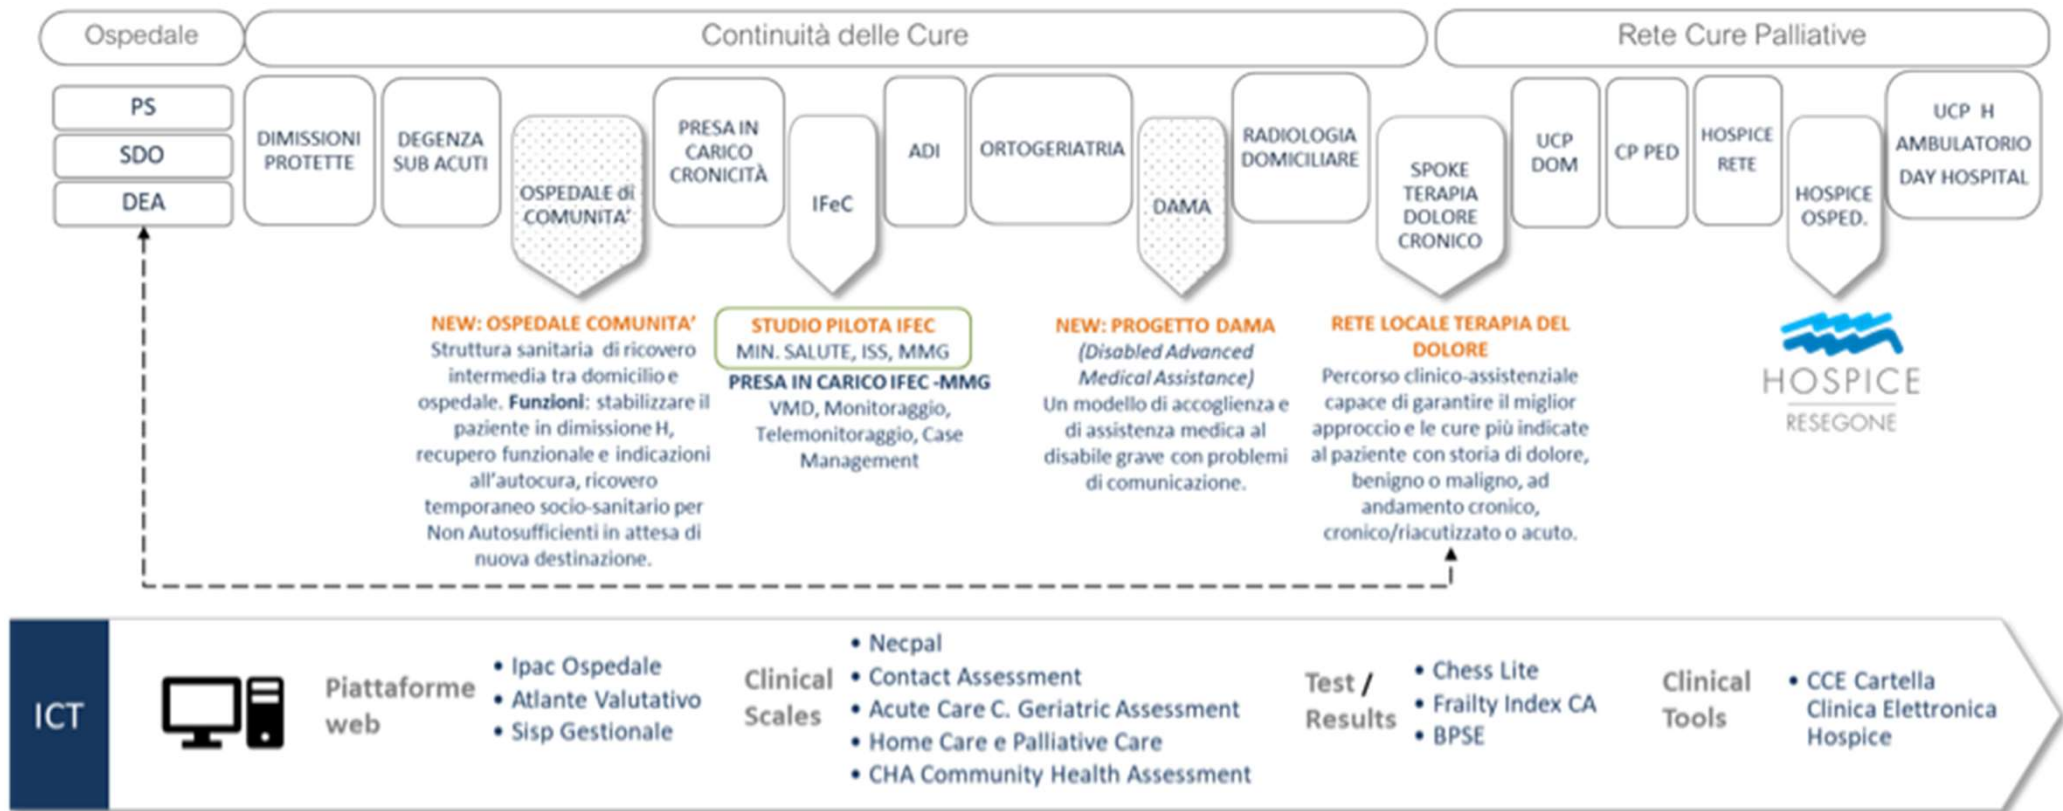 Ospedale
Continuità delle Cure
Rete Cure Palliative
PS
SDO
DEA
DIMISSIONI
PROTETTE
DEGENZA
SUB ACUTI
OSPEDALE di
COMUNITA'
PRESA IN
CARICO
CRONICITÀ
IFeC
ADI
ORTOGERIATRIA
DAMA
RADIOLOGIA
DOMICILIARE
SPOKE
TERAPIA
DOLORE
CRONICO
UCP
DOM
CP PED
HOSPICE
RETE
HOSPICE
OSPED.
UCP H
AMBULATORIO
DAY HOSPITAL
NEW: OSPEDALE COMUNITA'
Struttura sanitaria di ricovero
intermedia tra domicilio e
ospedale. Funzioni: stabilizzare il
paziente in dimissione H,
recupero funzionale e indicazioni
all'autocura, ricovero
temporaneo socio-sanitario per
Non Autosufficienti in attesa di
nuova destinazione.
STUDIO PILOTA IFEC
MIN. SALUTE, ISS, MMG
PRESA IN CARICO IFEC -MMG
VMD, Monitoraggio,
Telemonitoraggio, Case
Management
NEW: PROGETTO DAMA
(Disabled Advanced
Medical Assistance)
Un modello di accoglienza e
di assistenza medica al
disabile grave con problemi
di comunicazione.
RETE LOCALE TERAPIA DEL
DOLORE
Percorso clinico-assistenziale
capace di garantire il miglior
approccio e le cure più indicate
al paziente con storia di dolore,
benigno o maligno, ad
andamento cronico,
cronico/riacutizzato o acuto.
HOSPICE
RESEGONE
ICT
Piattaforme
web
• Ipac Ospedale
• Atlante Valutativo
• Sisp Gestionale
Clinical
Scales
• Necpal
• Contact Assessment
• Acute Care C. Geriatric Assessment
• Home Care e Palliative Care
• CHA Community Health Assessment
Test /
Results
• Chess Lite
• Frailty Index CA
• BPSE
Clinical
Tools
• CCE Cartella
Clinica Elettronica
Hospice